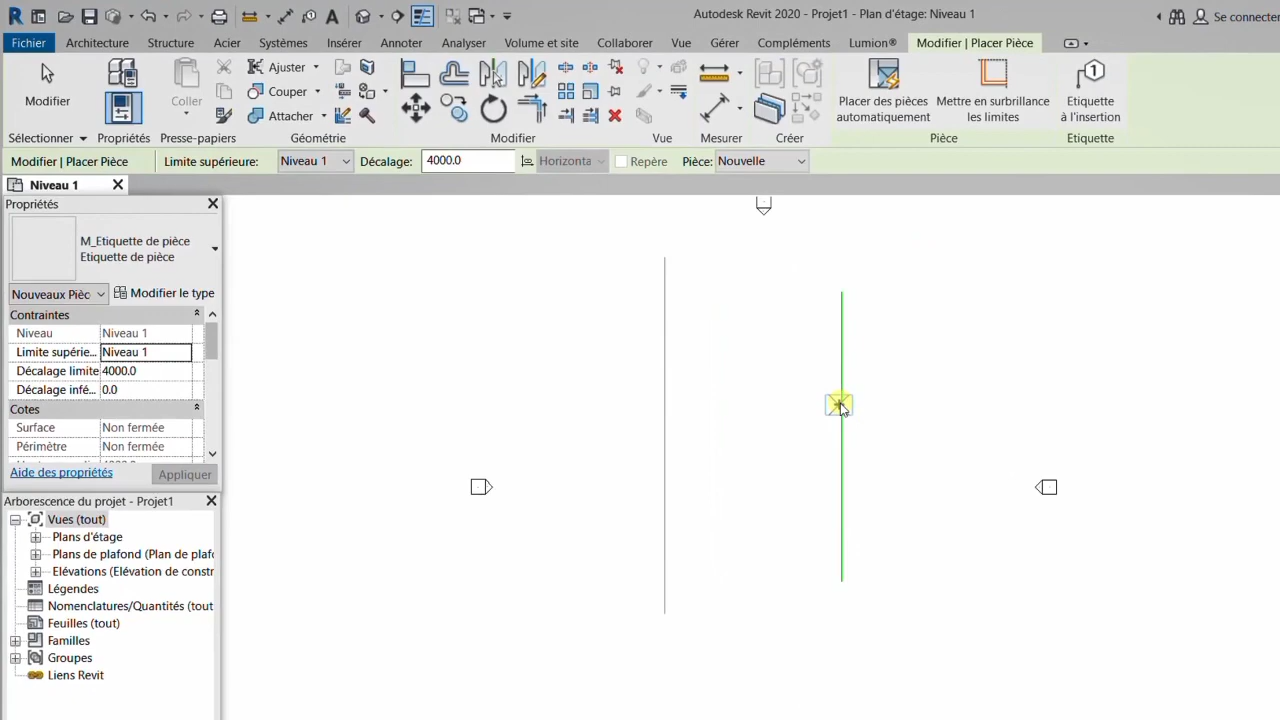 Autodesk Revit 2020 - Projet1 - Plan d'étage: Niveau 1
Se connecter
Fichier Architecture Structure Acier Systèmes Insérer Annoter Analyser Volume et site Collaborer Vue Gérer Compléments Lumion® Modifier | Placer Pièce
Modifier
Coller
Ajuster
Couper
Attacher
Placer des pièces automatiquement
Mettre en surbrillance les limites
1
Etiquette à l'insertion
Sélectionner Propriétés Presse-papiers Géométrie Modifier Vue Mesurer Créer Pièce Etiquette
Modifier | Placer Pièce Limite supérieure: Niveau 1 Décalage: 4000.0 Horizonta Repère Pièce: Nouvelle
Niveau 1
Propriétés
M_Etiquette de pièce
Etiquette de pièce
Nouveaux Pièc Modifier le type
Contraintes
Niveau Niveau 1
Limite supérie... Niveau 1
Décalage limite 4000.0
Décalage infé... 0.0
Cotes
Surface Non fermée
Périmètre Non fermée
Aide des propriétés Appliquer
Arborescence du projet - Projet1
Vues (tout)
Plans d'étage
Plans de plafond (Plan de plafo
Elévations (Elévation de constr
Légendes
Nomenclatures/Quantités (tout
Feuilles (tout)
Familles
Groupes
Liens Revit